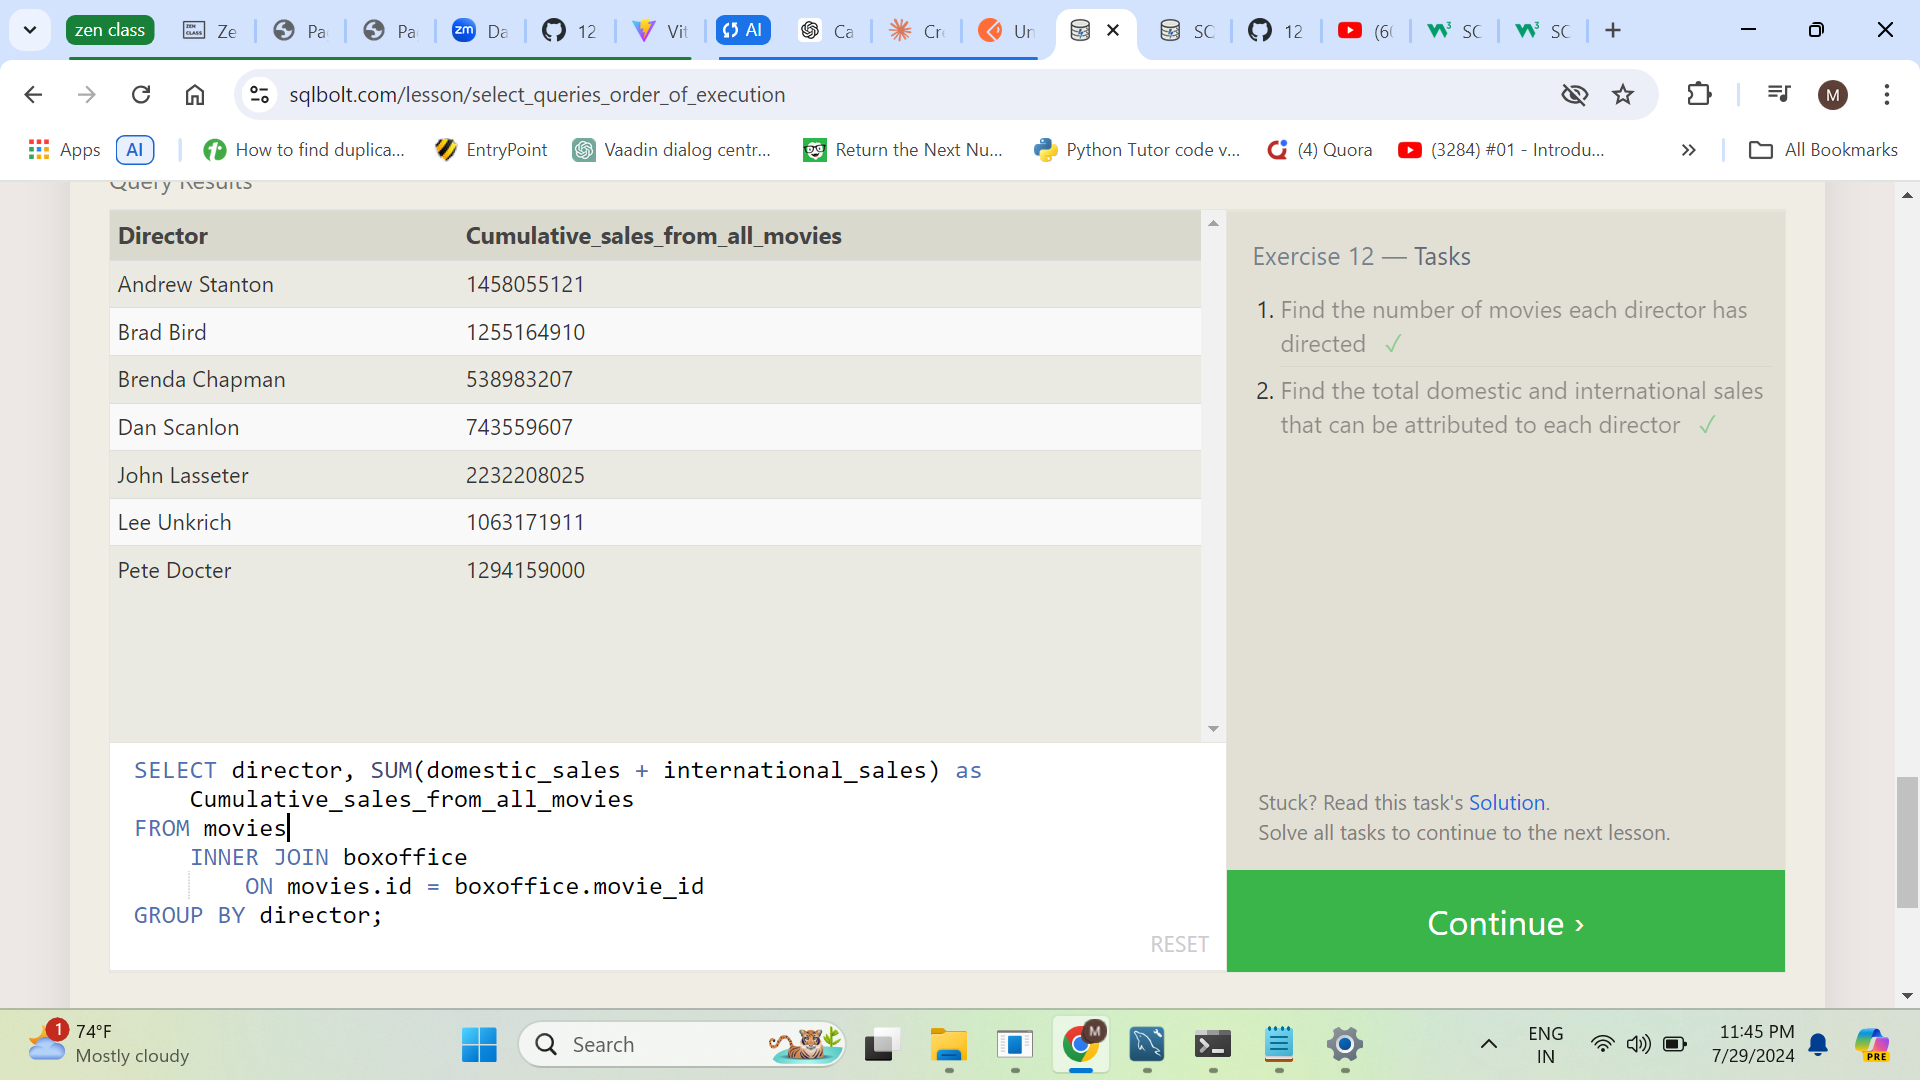 zen class
Ze
Pa
Pa
zm
Da
12
Vit
AI
Ca
Cr
Un
SC
12
(60
SC
SC
sqlbolt.com/lesson/select_queries_order_of_execution
M
Apps
AI
How to find duplica...
EntryPoint
Vaadin dialog centr...
Return the Next Nu...
Python Tutor code v...
(4) Quora
(3284) #01 - Introdu...
All Bookmarks
Query Results
Director Cumulative_sales_from_all_movies
Andrew Stanton 1458055121
Brad Bird 1255164910
Brenda Chapman 538983207
Dan Scanlon 743559607
John Lasseter 2232208025
Lee Unkrich 1063171911
Pete Docter 1294159000
Exercise 12 — Tasks
1. Find the number of movies each director has
directed ✓
2. Find the total domestic and international sales
that can be attributed to each director ✓
SELECT director, SUM(domestic_sales + international_sales) as
Cumulative_sales_from_all_movies
FROM movies
INNER JOIN boxoffice
ON movies.id = boxoffice.movie_id
GROUP BY director;
RESET
Stuck? Read this task's Solution.
Solve all tasks to continue to the next lesson.
Continue ›
1
74°F
Mostly cloudy
Search
M
ENG
IN
11:45 PM
7/29/2024
PRE